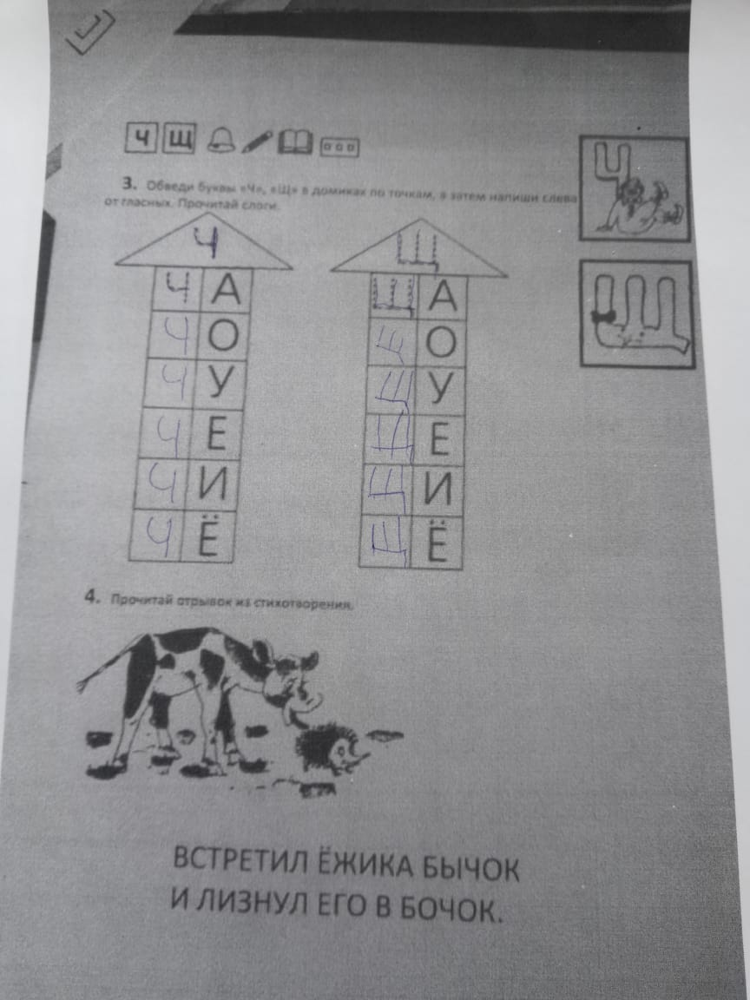 Ч Щ
3. Обведи буквы «Ч», «Щ» в домиках по точкам, а затем напиши слева
от гласных. Прочитай слоги.
Ч
Щ
Ч А
Ч О
Ч У
Ч Е
Ч И
Ч Ё
Щ А
Щ О
Щ У
Щ Е
Щ И
Щ Ё
Ч
Щ
4. Прочитай отрывок из стихотворения.
ВСТРЕТИЛ ЁЖИКА БЫЧОК
И ЛИЗНУЛ ЕГО В БОЧОК.